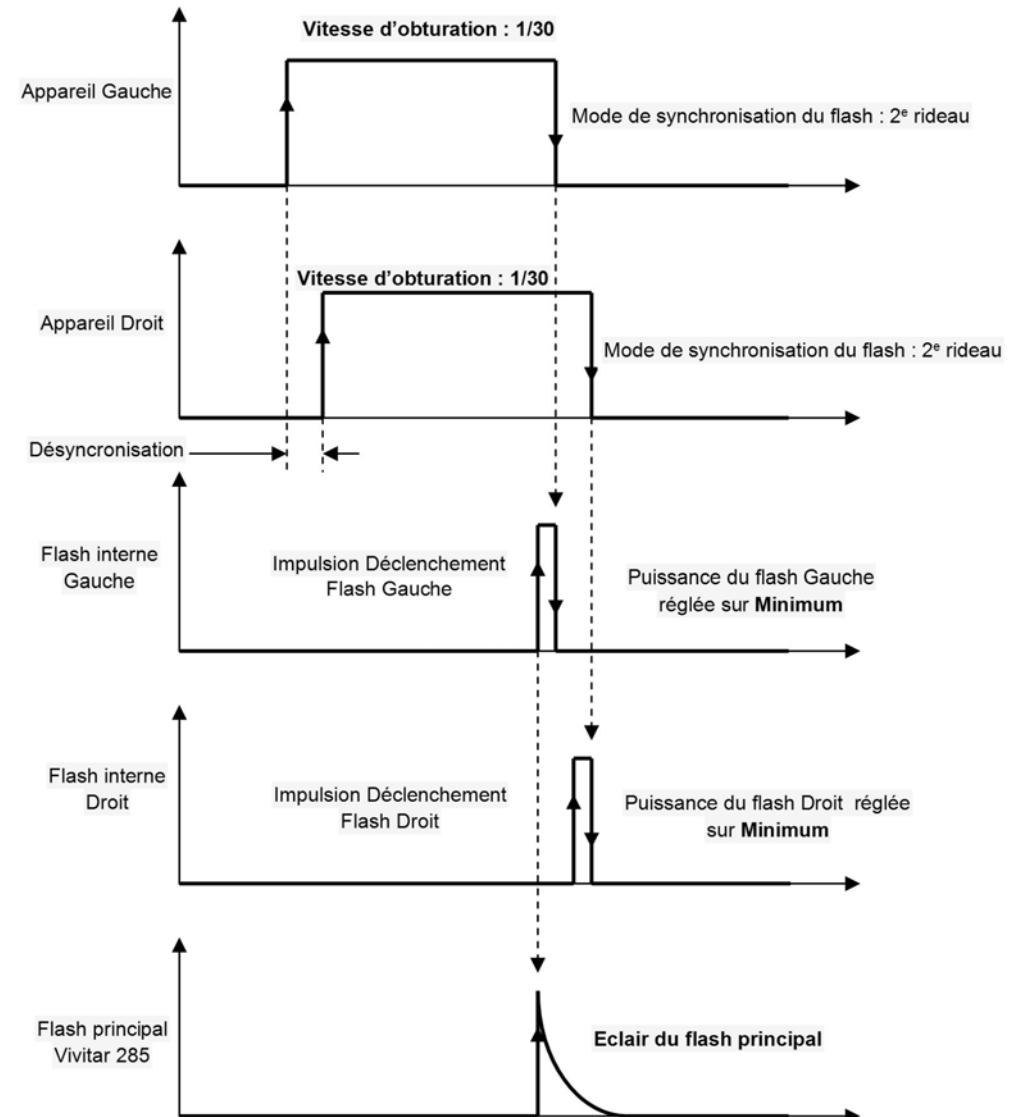 Vitesse d'obturation : 1/30
Appareil Gauche
Mode de synchronisation du flash : 2e rideau
Vitesse d'obturation : 1/30
Appareil Droit
Mode de synchronisation du flash : 2e rideau
Désyncronisation
Flash interne
Gauche
Impulsion Déclenchement
Flash Gauche
Puissance du flash Gauche
réglée sur Minimum
Flash interne
Droit
Impulsion Déclenchement
Flash Droit
Puissance du flash Droit réglée
sur Minimum
Flash principal
Vivitar 285
Eclair du flash principal